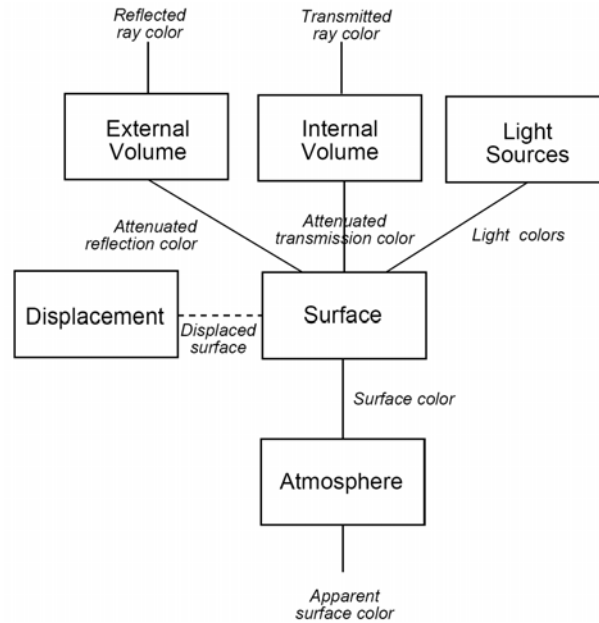 Reflected
ray color
Transmitted
ray color
External
Volume
Internal
Volume
Light
Sources
Attenuated
reflection color
Attenuated
transmission color
Light colors
Displacement
Displaced
surface
Surface
Surface color
Atmosphere
Apparent
surface color